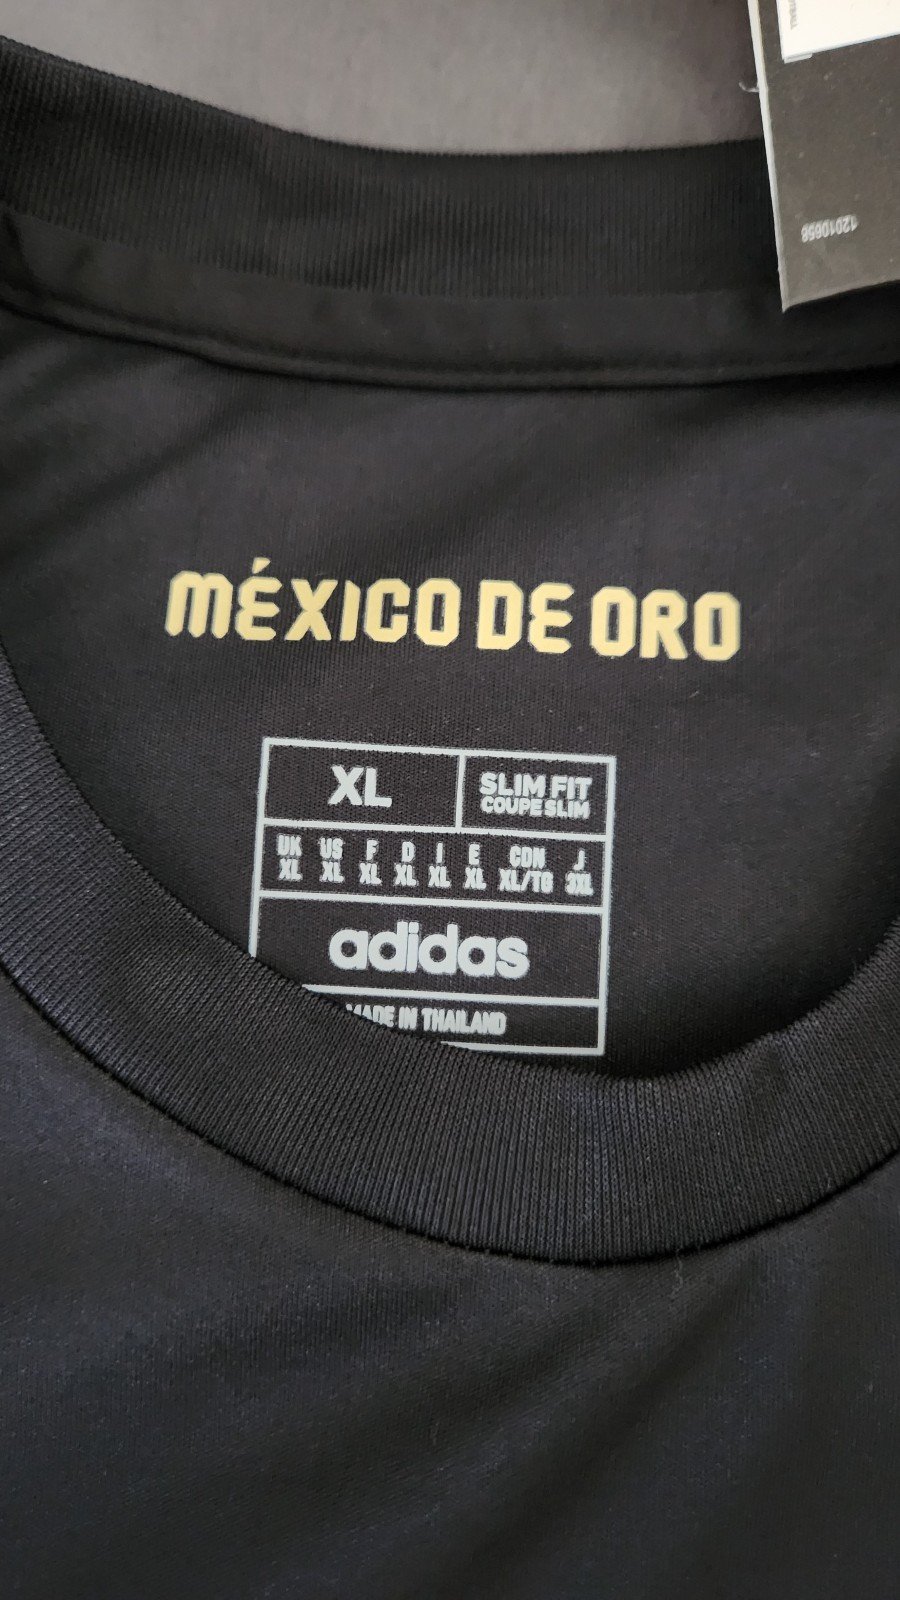 12010658
MÉXICO DE ORO
XL
SLIM FIT
COUPE SLIM
UK US F D I E CDN J
XL XL XL XL XL XL XL/TG 3XL
adidas
MADE IN THAILAND